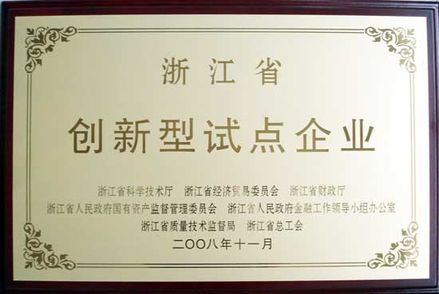 浙江省
创新型试点企业
浙江省科学技术厅 浙江省经济贸易委员会 浙江省财政厅
浙江省人民政府国有资产监督管理委员会 浙江省人民政府金融工作领导小组办公室
浙江省质量技术监督局 浙江省总工会
二〇〇八年十一月